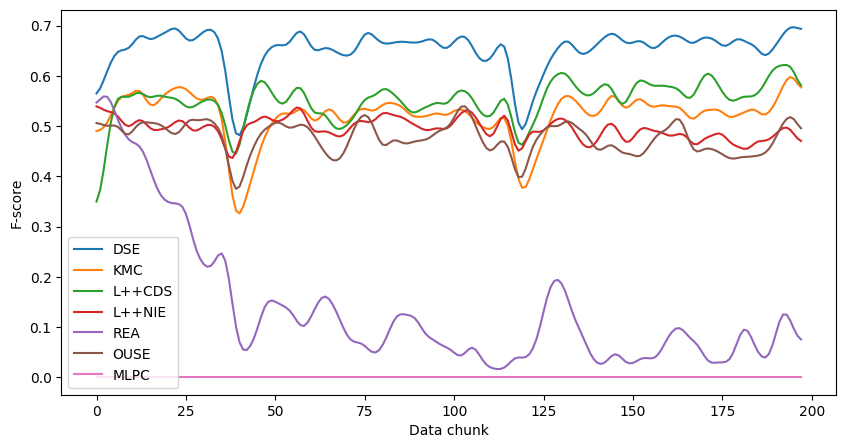 0.7
0.6
0.5
0.4
0.3
0.2
0.1
0.0
F-score
DSE
KMC
L++CDS
L++NIE
REA
OUSE
MLPC
0 25 50 75 100 125 150 175 200
Data chunk